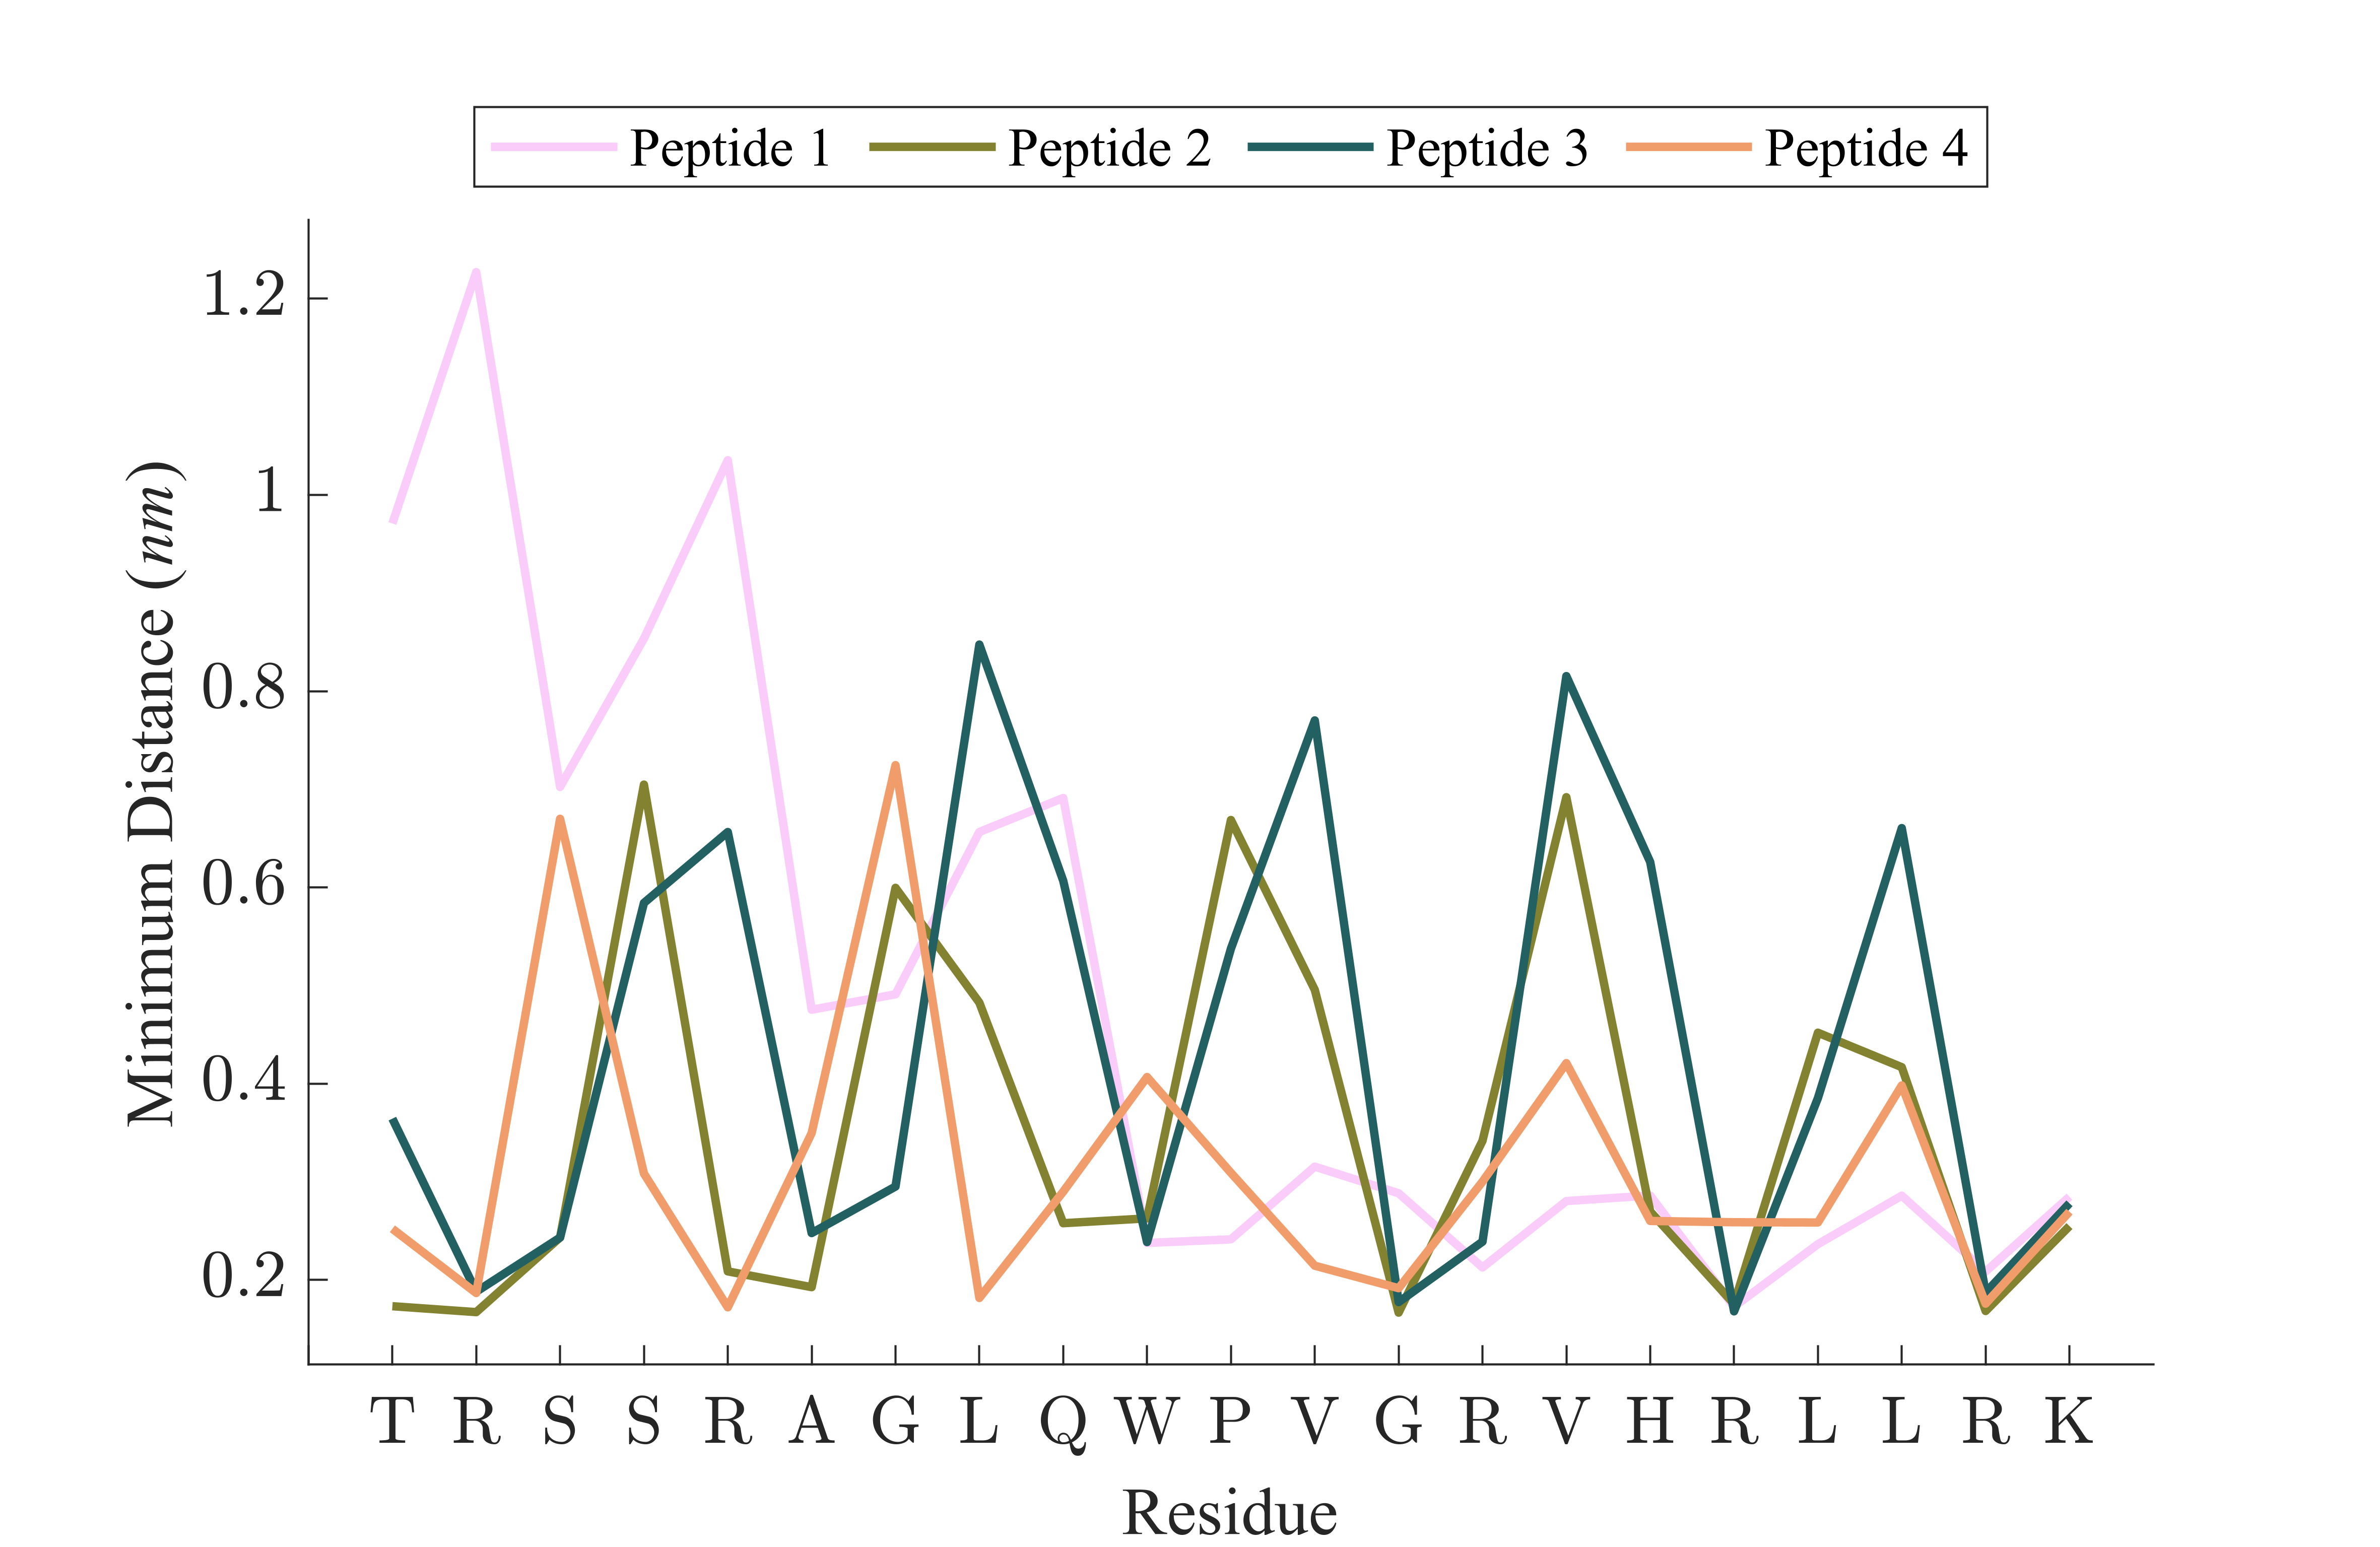 Peptide 1 Peptide 2 Peptide 3 Peptide 4
1.2
1
0.8
0.6
0.4
0.2
Minimum Distance (nm)
T R S S R A G L Q W P V G R V H R L L R K
Residue